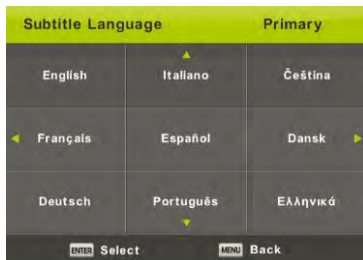 Subtitle Language Primary
English Italiano Čeština
Français Español Dansk
Deutsch Português Ελληνικά
ENTER Select MENU Back